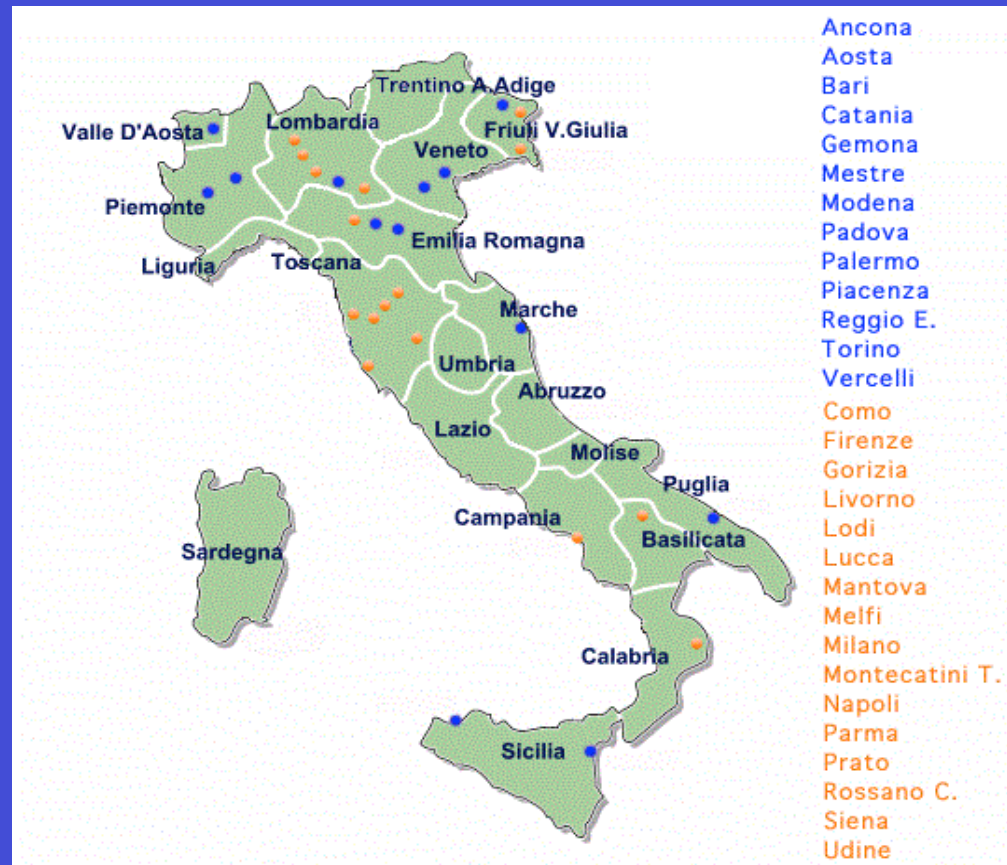 Trentino A.Adige
Valle D'Aosta
Lombardia
Friuli V.Giulia
Veneto
Piemonte
Emilia Romagna
Liguria
Toscana
Marche
Umbria
Abruzzo
Lazio
Molise
Puglia
Campania
Basilicata
Sardegna
Calabria
Sicilia
Ancona
Aosta
Bari
Catania
Gemona
Mestre
Modena
Padova
Palermo
Piacenza
Reggio E.
Torino
Vercelli
Como
Firenze
Gorizia
Livorno
Lodi
Lucca
Mantova
Melfi
Milano
Montecatini T.
Napoli
Parma
Prato
Rossano C.
Siena
Udine